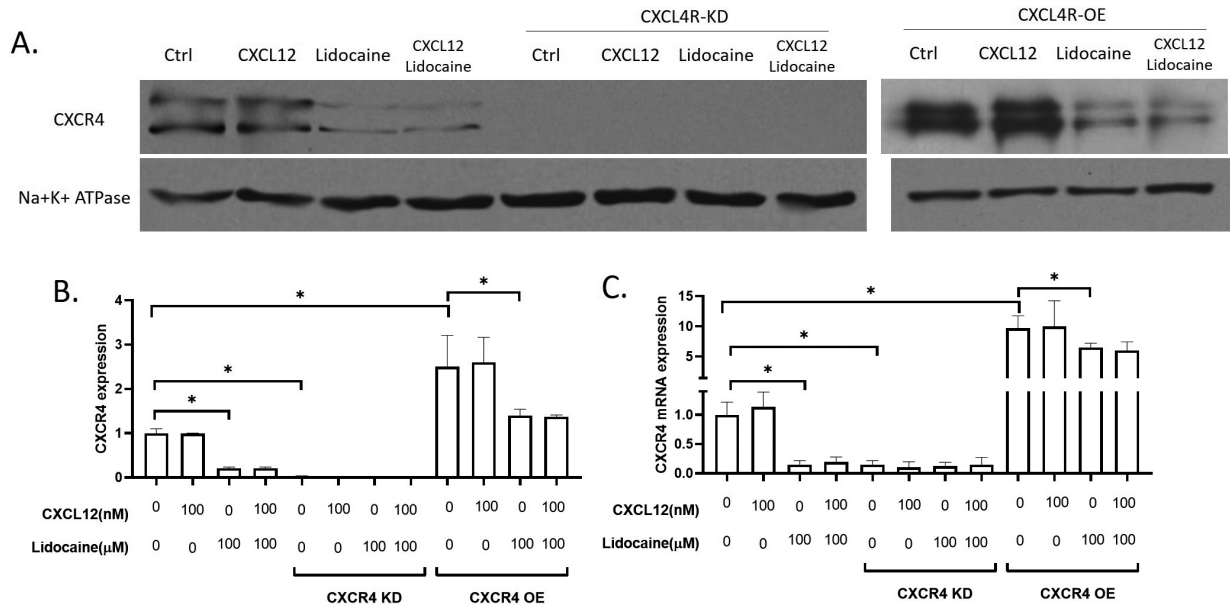 A.
CXCL4R-KD
CXCL4R-OE
Ctrl CXCL12 Lidocaine CXCL12 Lidocaine Ctrl CXCL12 Lidocaine CXCL12 Lidocaine Ctrl CXCL12 Lidocaine CXCL12 Lidocaine
CXCR4
Na+K+ ATPase
B.
CXCR4 expression
4
3
2
1
0
* * * *
CXCL12(nM) 0 100 0 100 0 100 0 100 0 100 0 100
Lidocaine(μM) 0 0 100 100 0 0 100 100 0 0 100 100
CXCR4 KD CXCR4 OE
C.
CXCR4 mRNA expression
15
10
5
1.0
0.5
0.0
* * * *
CXCL12(nM) 0 100 0 100 0 100 0 100 0 100 0 100
Lidocaine(μM) 0 0 100 100 0 0 100 100 0 0 100 100
CXCR4 KD CXCR4 OE